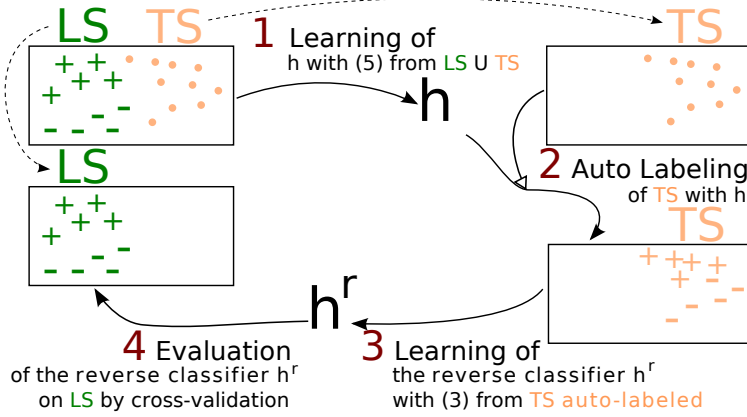 LS TS
TS
1 Learning of
h with (5) from LS U TS
h
LS
2 Auto Labeling
of TS with h
TS
h^r
4 Evaluation
of the reverse classifier h^r
on LS by cross-validation
3 Learning of
the reverse classifier h^r
with (3) from TS auto-labeled